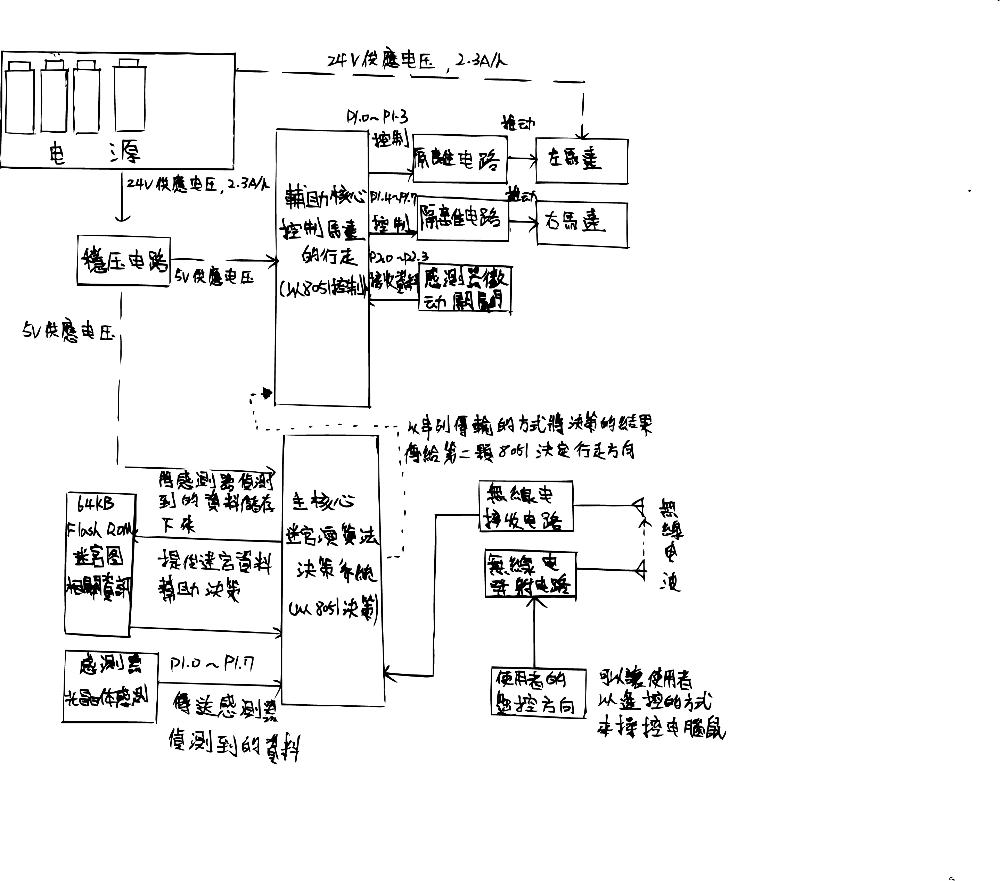 24V供應电压,2.3A/h
电 源
24V供應电压,2.3A/h
P1.0~P1.3
控制
推动
隔離电路
左馬達
輔助核心
控制馬達
的行走
(以8051控制)
P1.4~P1.7
控制
推动
隔離电路
右馬達
穩压电路
5V供應电压
P2.0~P2.3
接收資料
感測器微
动開關
5V供應电压
以串列傳輸的方式將決策的結果
傳給第二顆8051決定行走方向
將感測器偵測
到的資料儲存
下來
64KB
Flash ROM
迷宮图
相關資訊
提供迷宮資料
幫助決策
主核心
迷宮演算法
決策系統
(以8051決策)
無線电
接收电路
無線电
發射电路
無線电波
感測器
光晶体感測
P1.0~P1.7
傳送感測器
偵測到的資料
使用者的
遙控方向
可以讓使用者
以遙控的方式
來操控电腦鼠